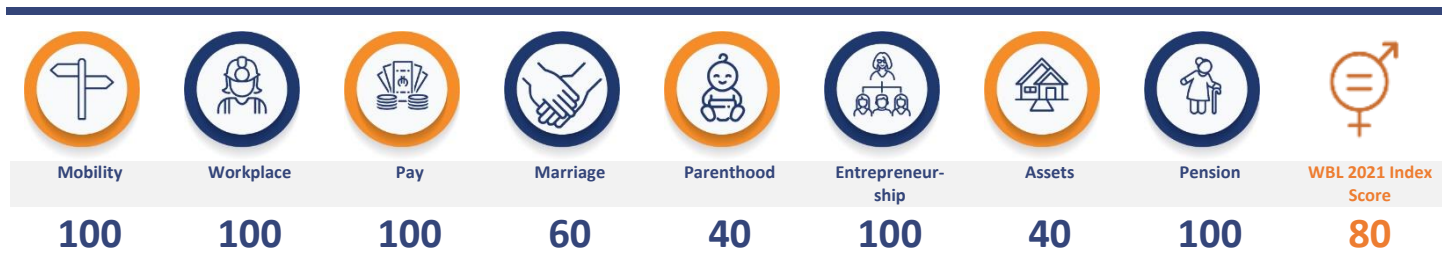 Mobility
Workplace
Pay
Marriage
Parenthood
Entrepreneur-
ship
Assets
Pension
WBL 2021 Index
Score
100
100
100
60
40
100
40
100
80